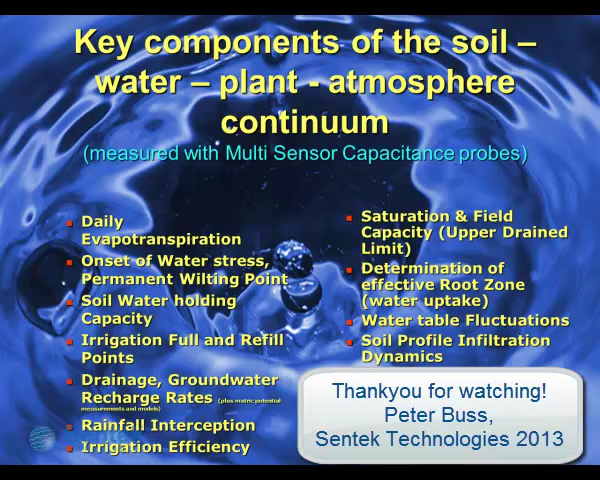 Key components of the soil –
water – plant - atmosphere
continuum
(measured with Multi Sensor Capacitance probes)
Daily
Evapotranspiration
Onset of Water stress,
Permanent Wilting Point
Soil Water holding
Capacity
Irrigation Full and Refill
Points
Drainage, Groundwater
Recharge Rates (plus matric potential
measurements and models)
Rainfall Interception
Irrigation Efficiency
Saturation & Field
Capacity (Upper Drained
Limit)
Determination of
effective Root Zone
(water uptake)
Water table Fluctuations
Soil Profile Infiltration
Dynamics
Thankyou for watching!
Peter Buss,
Sentek Technologies 2013